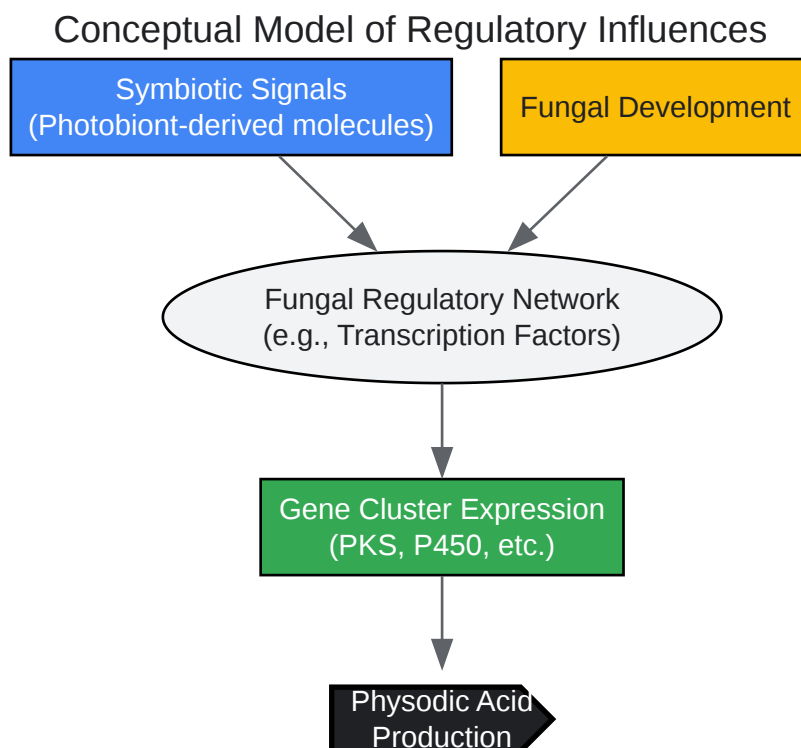 Conceptual Model of Regulatory Influences
Symbiotic Signals
(Photobiont-derived molecules)
Fungal Development
Fungal Regulatory Network
(e.g., Transcription Factors)
Gene Cluster Expression
(PKS, P450, etc.)
Physodic Acid
Production